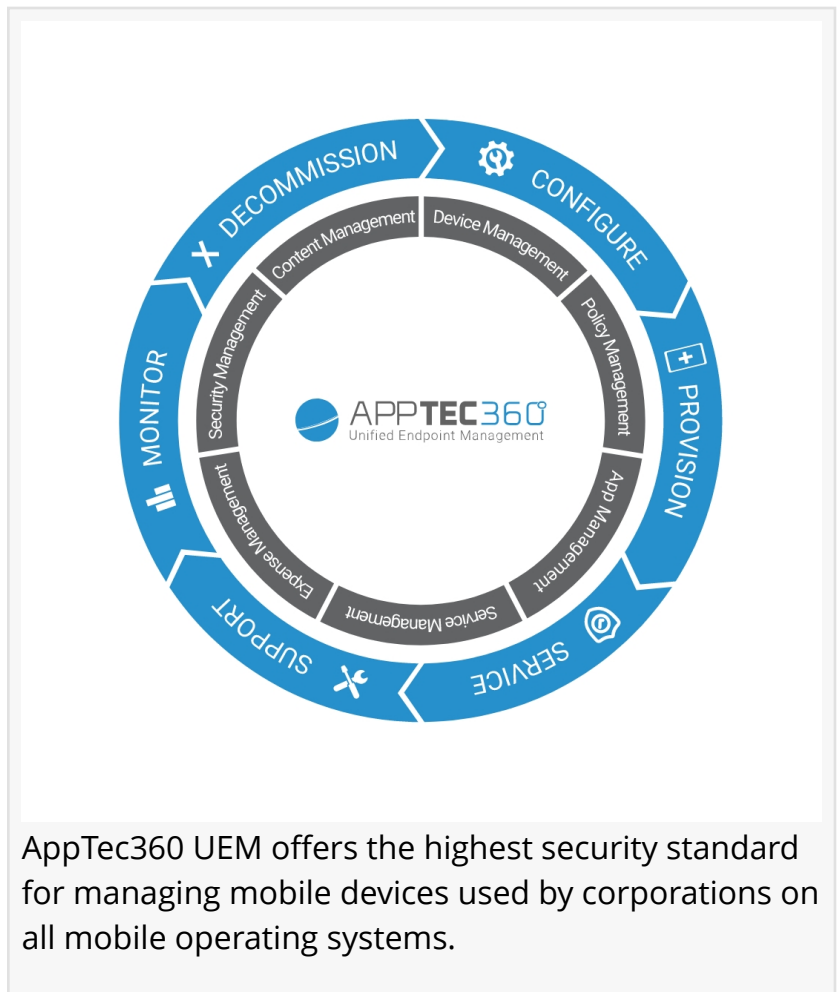 DECOMMISSION
CONFIGURE
PROVISION
SERVICE
SUPPORT
MONITOR
Content Management
Device Management
Policy Management
App Management
Service Management
Expense Management
Security Management
APPTEC360°
Unified Endpoint Management
AppTec360 UEM offers the highest security standard
for managing mobile devices used by corporations on
all mobile operating systems.